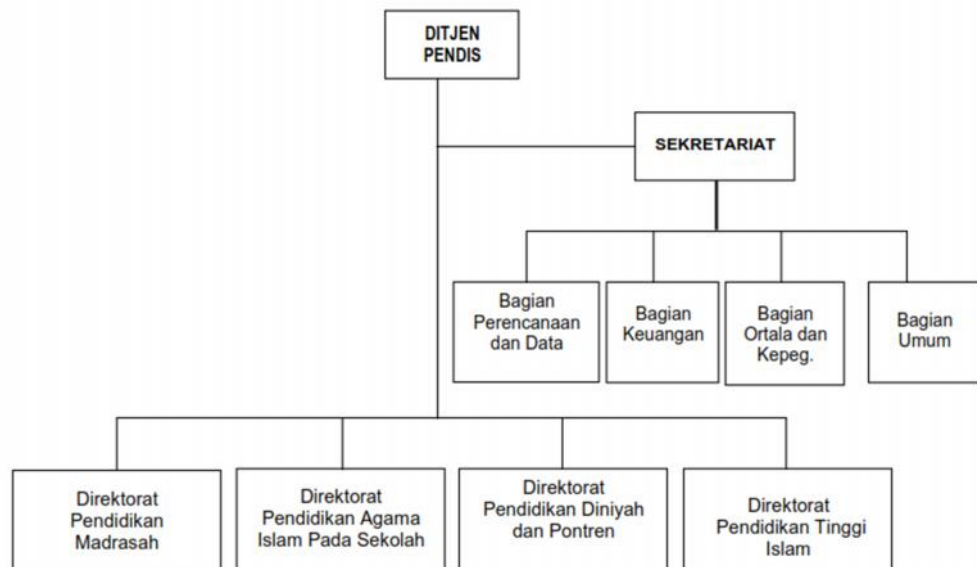 DITJEN
PENDIS
SEKRETARIAT
Bagian
Perencanaan
dan Data
Bagian
Keuangan
Bagian
Ortala dan
Kepeg.
Bagian
Umum
Direktorat
Pendidikan
Madrasah
Direktorat
Pendidikan Agama
Islam Pada Sekolah
Direktorat
Pendidikan Diniyah
dan Pontren
Direktorat
Pendidikan Tinggi
Islam